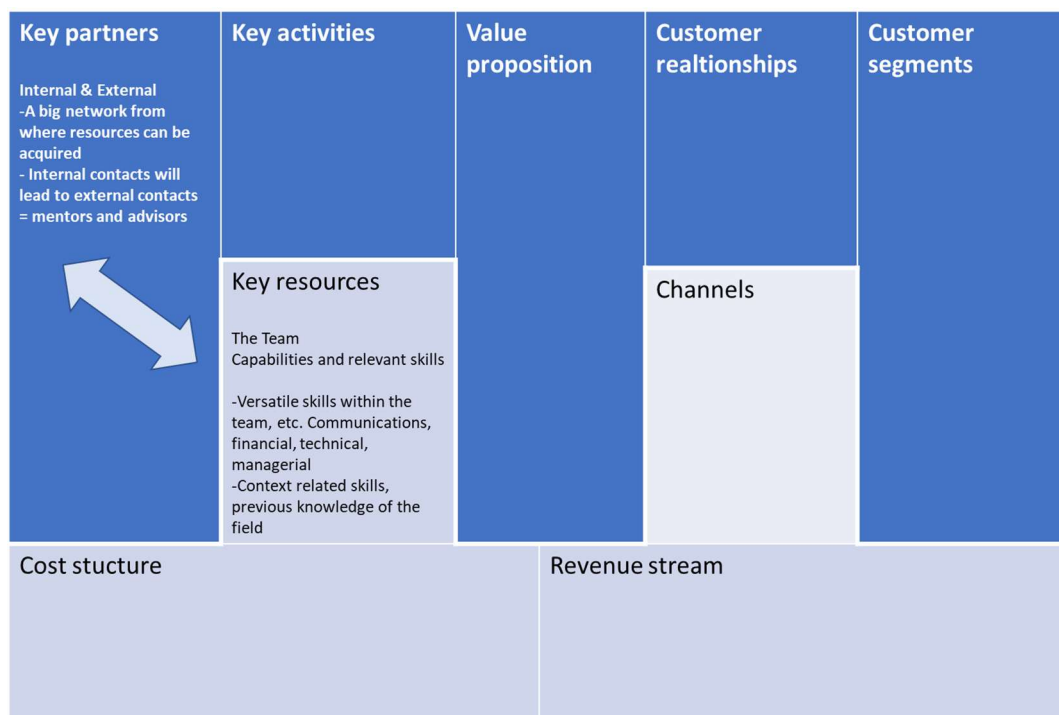 Key partners
Internal & External
-A big network from
where resources can be
acquired
- Internal contacts will
lead to external contacts
= mentors and advisors
Key activities
Key resources
The Team
Capabilities and relevant skills
-Versatile skills within the
team, etc. Communications,
financial, technical,
managerial
-Context related skills,
previous knowledge of the
field
Value
proposition
Customer
realtionships
Channels
Customer
segments
Cost stucture
Revenue stream